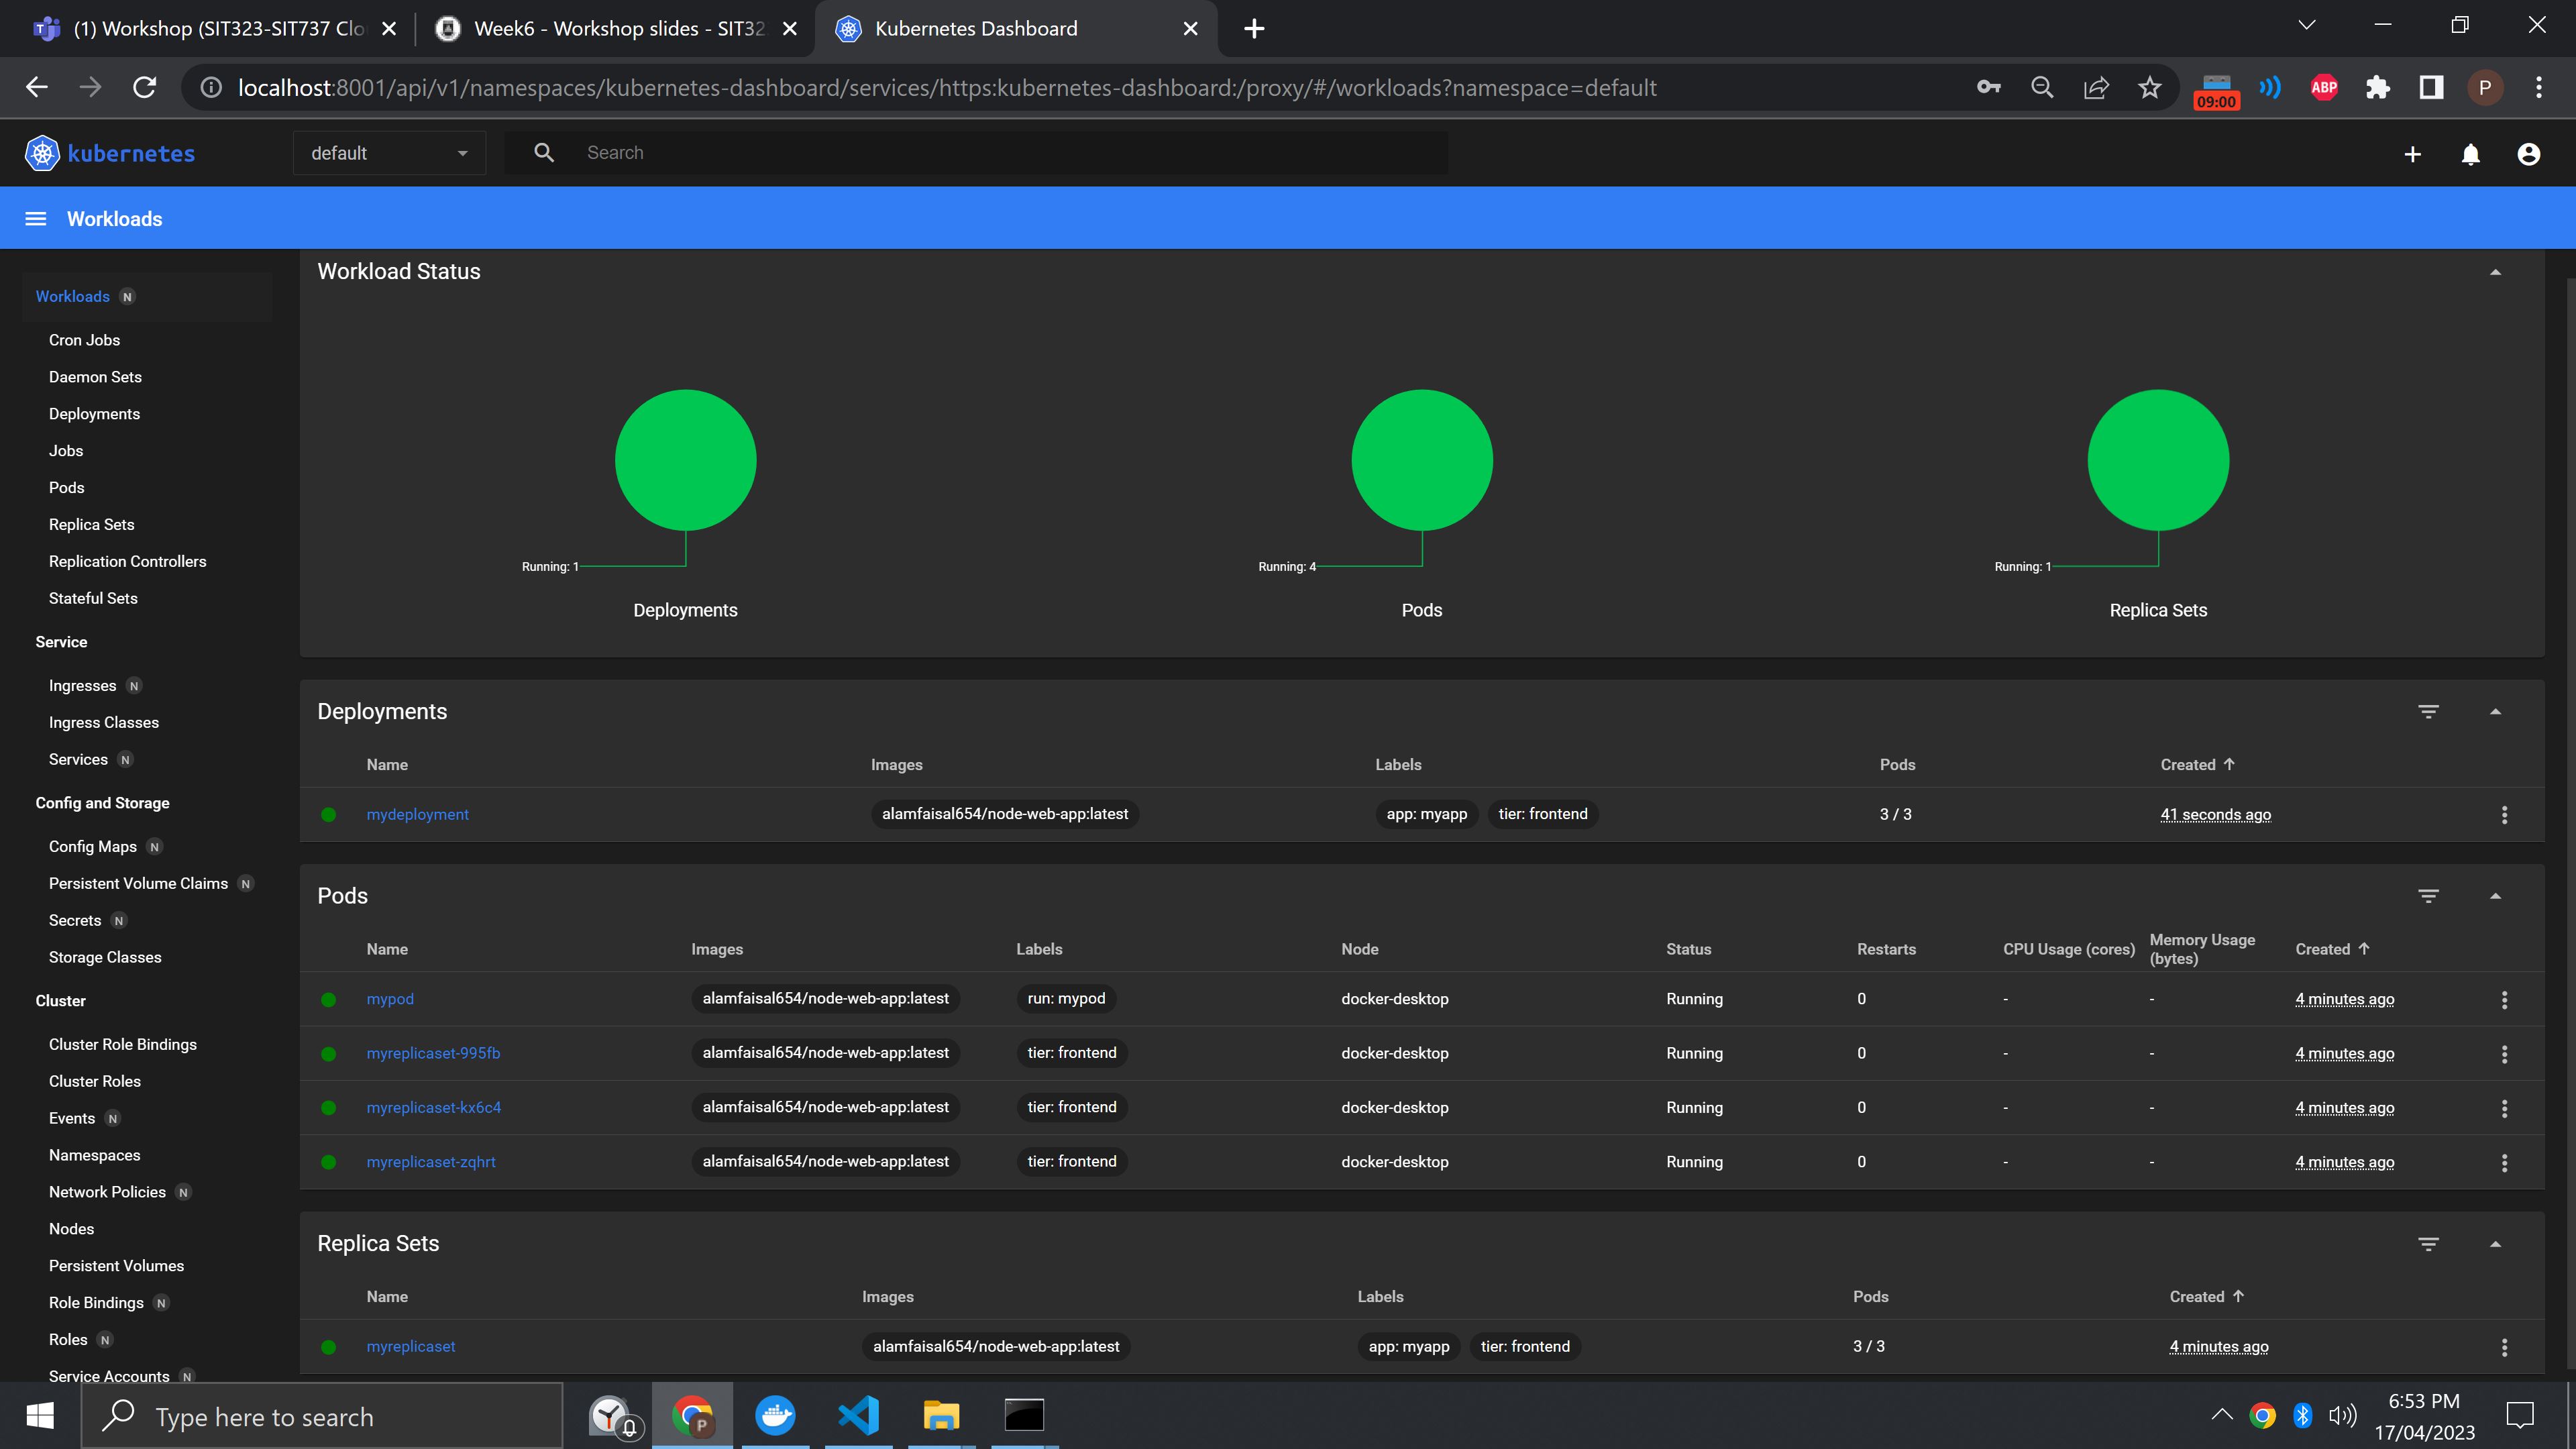 (1) Workshop (SIT323-SIT737 Clo
Week6 - Workshop slides - SIT32
Kubernetes Dashboard
localhost:8001/api/v1/namespaces/kubernetes-dashboard/services/https:kubernetes-dashboard:/proxy/#/workloads?namespace=default
09:00
ABP
P
kubernetes
default
Search
Workloads
Workloads N
Cron Jobs
Daemon Sets
Deployments
Jobs
Pods
Replica Sets
Replication Controllers
Stateful Sets
Service
Ingresses N
Ingress Classes
Services N
Config and Storage
Config Maps N
Persistent Volume Claims N
Secrets N
Storage Classes
Cluster
Cluster Role Bindings
Cluster Roles
Events N
Namespaces
Network Policies N
Nodes
Persistent Volumes
Role Bindings N
Roles N
Service Accounts N
Workload Status
Running: 1
Deployments
Running: 4
Pods
Running: 1
Replica Sets
Deployments
Name Images Labels Pods Created
mydeployment alamfaisal654/node-web-app:latest app: myapp tier: frontend 3 / 3 41 seconds ago
Pods
Name Images Labels Node Status Restarts CPU Usage (cores) Memory Usage (bytes) Created
mypod alamfaisal654/node-web-app:latest run: mypod docker-desktop Running 0 - - 4 minutes ago
myreplicaset-995fb alamfaisal654/node-web-app:latest tier: frontend docker-desktop Running 0 - - 4 minutes ago
myreplicaset-kx6c4 alamfaisal654/node-web-app:latest tier: frontend docker-desktop Running 0 - - 4 minutes ago
myreplicaset-zqhrt alamfaisal654/node-web-app:latest tier: frontend docker-desktop Running 0 - - 4 minutes ago
Replica Sets
Name Images Labels Pods Created
myreplicaset alamfaisal654/node-web-app:latest app: myapp tier: frontend 3 / 3 4 minutes ago
Type here to search
P
6:53 PM
17/04/2023